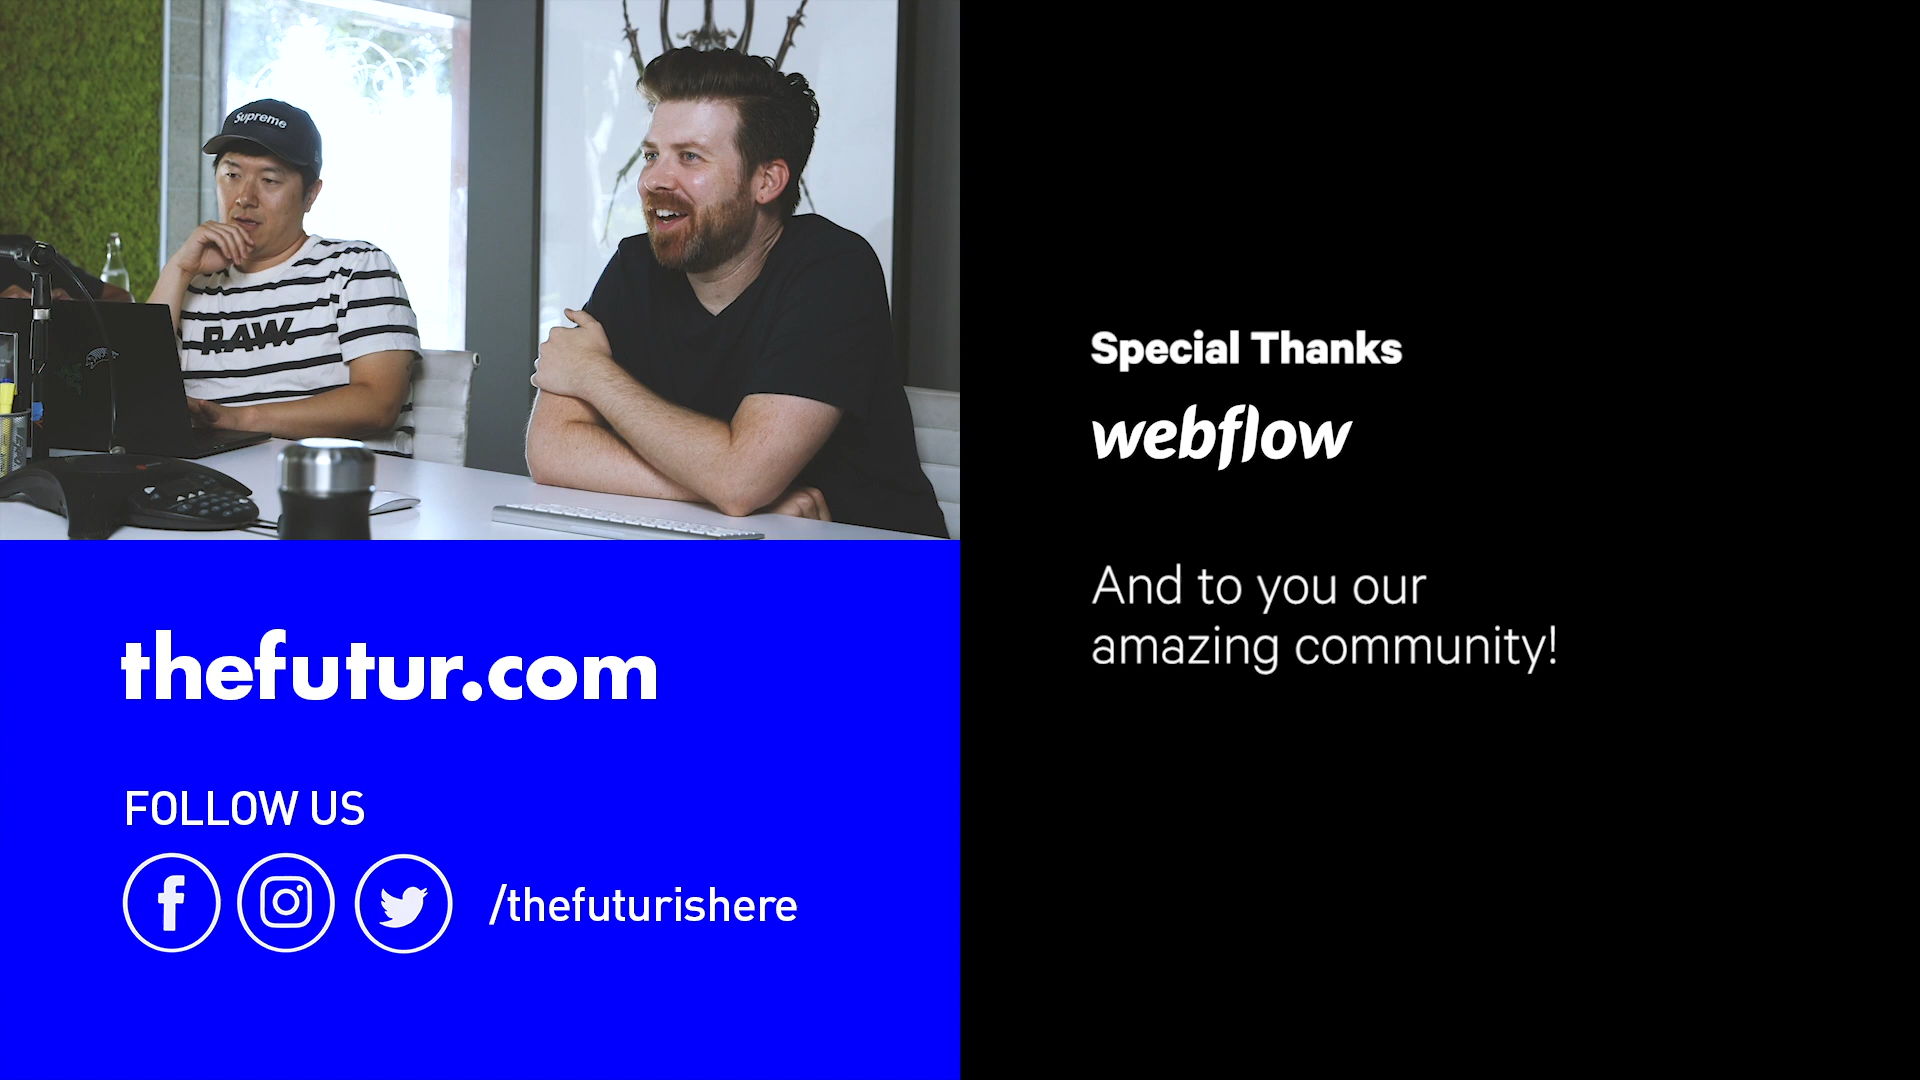 Supreme
RAW.
thefutur.com
FOLLOW US
/thefuturishere
Special Thanks
webflow
And to you our
amazing community!